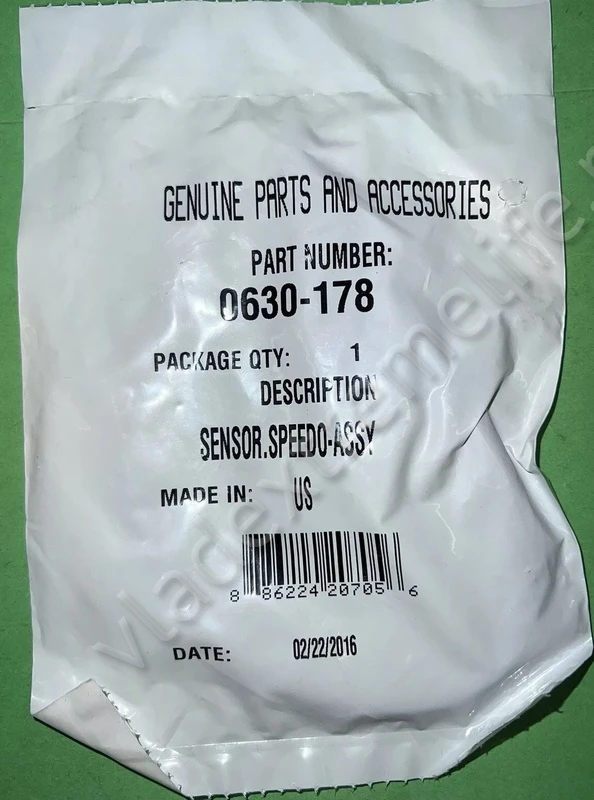 GENUINE PARTS AND ACCESSORIES
PART NUMBER:
0630-178
PACKAGE QTY: 1
DESCRIPTION
SENSOR.SPEEDO-ASSY
MADE IN: US
8 86224 20705 6
DATE: 02/22/2016